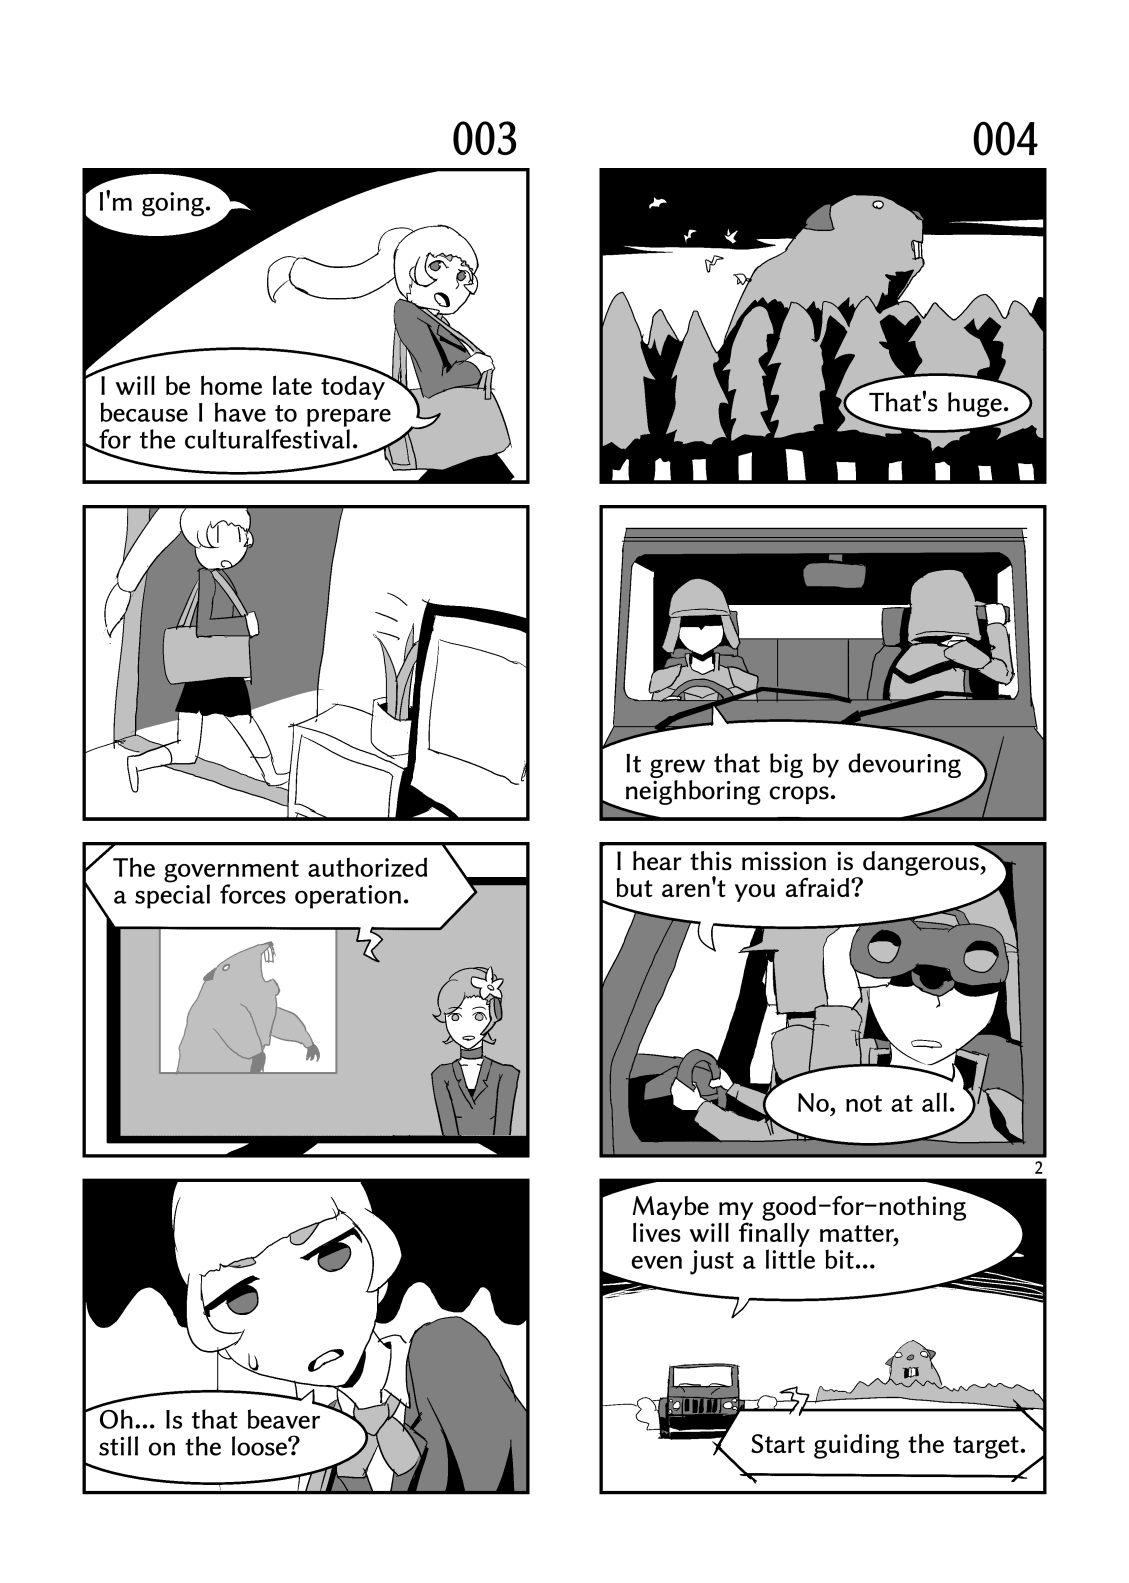 003
I'm going.
I will be home late today
because I have to prepare
for the culturalfestival.
The government authorized
a special forces operation.
Oh... Is that beaver
still on the loose?
004
That's huge.
It grew that big by devouring
neighboring crops.
I hear this mission is dangerous,
but aren't you afraid?
No, not at all.
2
Maybe my good-for-nothing
lives will finally matter,
even just a little bit...
Start guiding the target.